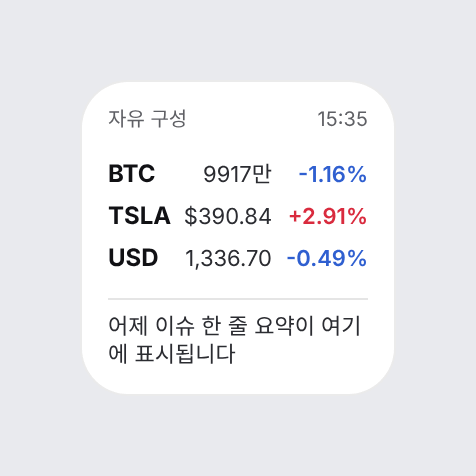 자유 구성 15:35
BTC 9917만 -1.16%
TSLA $390.84 +2.91%
USD 1,336.70 -0.49%
어제 이슈 한 줄 요약이 여기
에 표시됩니다